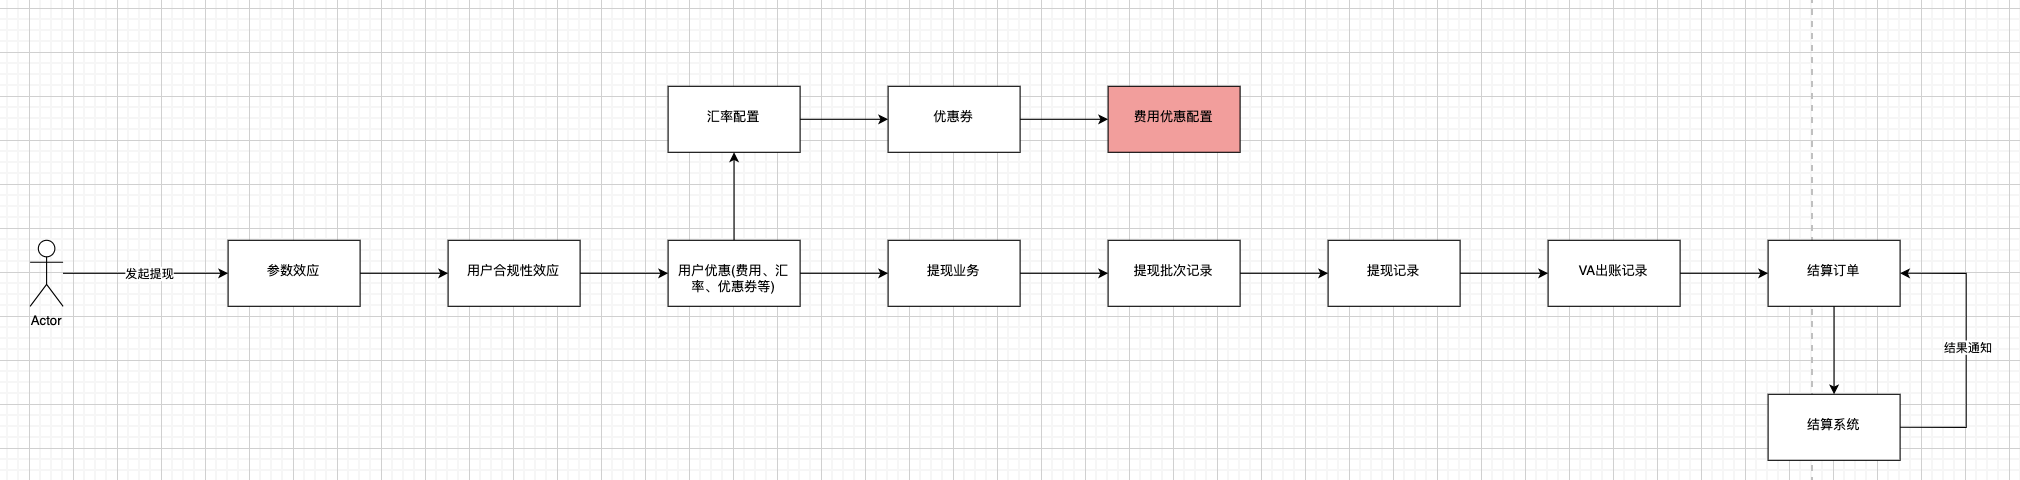 汇率配置
优惠券
费用优惠配置
Actor
发起提现
参数效应
用户合规性效应
用户优惠(费用、汇
率、优惠券等)
提现业务
提现批次记录
提现记录
VA出账记录
结算订单
结果通知
结算系统